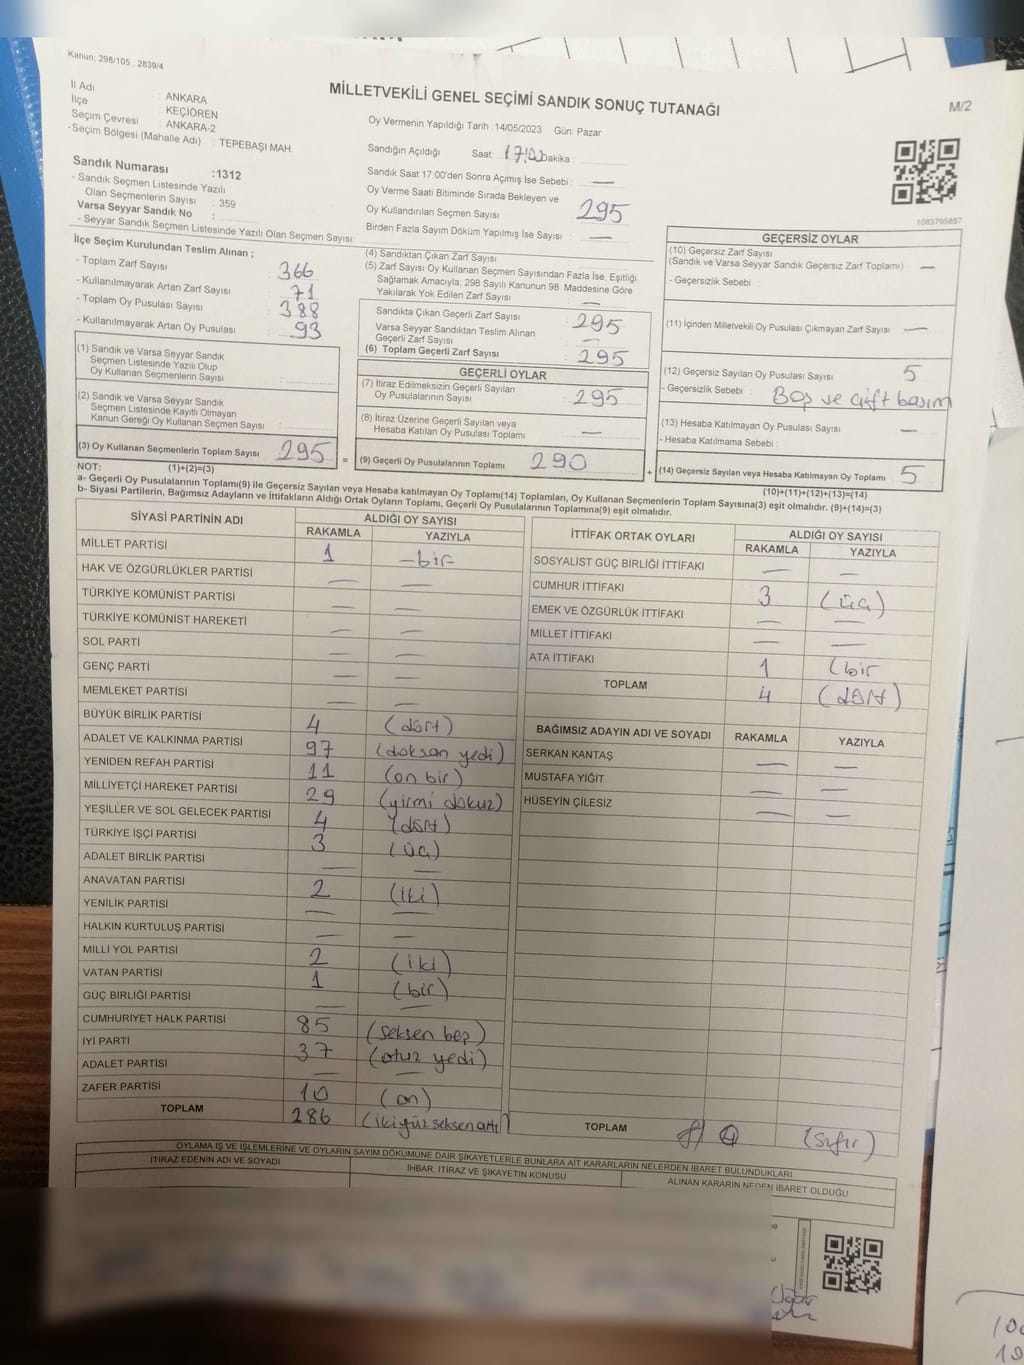 Kanun: 298/105 , 2839/4
MİLLETVEKİLİ GENEL SEÇİMİ SANDIK SONUÇ TUTANAĞI
M/2
İl Adı : ANKARA
İlçe : KEÇİÖREN
Seçim Çevresi : ANKARA-2
Seçim Bölgesi (Mahalle Adı) : TEPEBAŞI MAH.
Sandık Numarası :1312
- Sandık Seçmen Listesinde Yazılı
Olan Seçmenlerin Sayısı : 359
Varsa Seyyar Sandık No :
- Seyyar Sandık Seçmen Listesinde Yazılı Olan Seçmen Sayısı:
Oy Vermenin Yapıldığı Tarih :14/05/2023 Gün: Pazar
Sandığın Açıldığı Saat: Dakika :
Sandık Saat 17:00'den Sonra Açımış İse Sebebi : —
Oy Verme Saati Bitiminde Sırada Bekleyen ve
Oy Kullandırılan Seçmen Sayısı : 295
Birden Fazla Sayım Döküm Yapılmış İse Sayısı : —
1083795857
İlçe Seçim Kurulundan Teslim Alınan ;
- Toplam Zarf Sayısı : 366
- Kullanılmayarak Artan Zarf Sayısı : 71
- Toplam Oy Pusulası Sayısı : 388
- Kullanılmayarak Artan Oy Pusulası : 93
(1) Sandık ve Varsa Seyyar Sandık
Seçmen Listesinde Yazılı Olup
Oy Kullanan Seçmenlerin Sayısı :
(2) Sandık ve Varsa Seyyar Sandık
Seçmen Listesinde Kayıtlı Olmayan
Kanun Gereği Oy Kullanan Seçmen Sayısı :
(3) Oy Kullanan Seçmenlerin Toplam Sayısı 295
(1)+(2)=(3)
(4) Sandıktan Çıkan Zarf Sayısı :
(5) Zarf Sayısı Oy Kullanan Seçmen Sayısından Fazla İse, Eşitliği
Sağlamak Amacıyla; 298 Sayılı Kanunun 98. Maddesine Göre
Yakılarak Yok Edilen Zarf Sayısı : —
Sandıkta Çıkan Geçerli Zarf Sayısı : 295
Varsa Seyyar Sandıktan Teslim Alınan
Geçerli Zarf Sayısı : —
(6) Toplam Geçerli Zarf Sayısı : 295
GEÇERLİ OYLAR
(7) İtiraz Edilmeksizin Geçerli Sayılan
Oy Pusulalarının Sayısı : 295
(8) İtiraz Üzerine Geçerli Sayılan veya
Hesaba Katılan Oy Pusulası Toplamı : —
= (9) Geçerli Oy Pusulalarının Toplamı 290
GEÇERSİZ OYLAR
(10) Geçersiz Zarf Sayısı
(Sandık ve Varsa Seyyar Sandık Geçersiz Zarf Toplamı) : —
- Geçersizlik Sebebi :
(11) İçinden Milletvekili Oy Pusulası Çıkmayan Zarf Sayısı : —
(12) Geçersiz Sayılan Oy Pusulası Sayısı : 5
- Geçersizlik Sebebi : Boş ve çift basım
(13) Hesaba Katılmayan Oy Pusulası Sayısı : —
- Hesaba Katılmama Sebebi :
+ (14) Geçersiz Sayılan veya Hesaba Katılmayan Oy Toplamı 5
(10)+(11)+(12)+(13)=(14)
NOT:
a- Geçerli Oy Pusulalarının Toplamı(9) ile Geçersiz Sayılan veya Hesaba katılmayan Oy Toplamı(14) Toplamları, Oy Kullanan Seçmenlerin Toplam Sayısına(3) eşit olmalıdır. (9)+(14)=(3)
b- Siyasi Partilerin, Bağımsız Adayların ve İttifakların Aldığı Ortak Oyların Toplamı, Geçerli Oy Pusulalarının Toplamına(9) eşit olmalıdır.
SİYASİ PARTİNİN ADI ALDIĞI OY SAYISI
RAKAMLA YAZIYLA
MİLLET PARTİSİ 1 —bir—
HAK VE ÖZGÜRLÜKLER PARTİSİ — —
TÜRKİYE KOMÜNİST PARTİSİ — —
TÜRKİYE KOMÜNİST HAREKETİ — —
SOL PARTİ — —
GENÇ PARTİ — —
MEMLEKET PARTİSİ — —
BÜYÜK BİRLİK PARTİSİ 4 (dört)
ADALET VE KALKINMA PARTİSİ 97 (doksan yedi)
YENİDEN REFAH PARTİSİ 11 (on bir)
MİLLİYETÇİ HAREKET PARTİSİ 29 (yirmi dokuz)
YEŞİLLER VE SOL GELECEK PARTİSİ 4 (dört)
TÜRKİYE İŞÇİ PARTİSİ 3 (üç)
ADALET BİRLİK PARTİSİ — —
ANAVATAN PARTİSİ 2 (iki)
YENİLİK PARTİSİ — —
HALKIN KURTULUŞ PARTİSİ — —
MİLLİ YOL PARTİSİ 2 (iki)
VATAN PARTİSİ 1 (bir)
GÜÇ BİRLİĞİ PARTİSİ — —
CUMHURİYET HALK PARTİSİ 85 (seksen beş)
İYİ PARTİ 37 (otuz yedi)
ADALET PARTİSİ — —
ZAFER PARTİSİ 10 (on)
TOPLAM 286 (ikiyüz seksen altı)
İTTİFAK ORTAK OYLARI ALDIĞI OY SAYISI
RAKAMLA YAZIYLA
SOSYALİST GÜÇ BİRLİĞİ İTTİFAKI — —
CUMHUR İTTİFAKI 3 (üç)
EMEK VE ÖZGÜRLÜK İTTİFAKI — —
MİLLET İTTİFAKI — —
ATA İTTİFAKI 1 (bir
TOPLAM 4 (dört)
BAĞIMSIZ ADAYIN ADI VE SOYADI RAKAMLA YAZIYLA
SERKAN KANTAŞ — —
MUSTAFA YİĞİT — —
HÜSEYİN ÇİLESİZ — —
TOPLAM (Sıfır)
OYLAMA İŞ VE İŞLEMLERİNE VE OYLARIN SAYIM DÖKÜMÜNE DAİR ŞİKAYETLERLE BUNLARA AİT KARARLARIN NELERDEN İBARET BULUNDUKLARI
İTİRAZ EDENİN ADI VE SOYADI İHBAR, İTİRAZ VE ŞİKAYETİN KONUSU ALINAN KARARIN NEDEN İBARET OLDUĞU